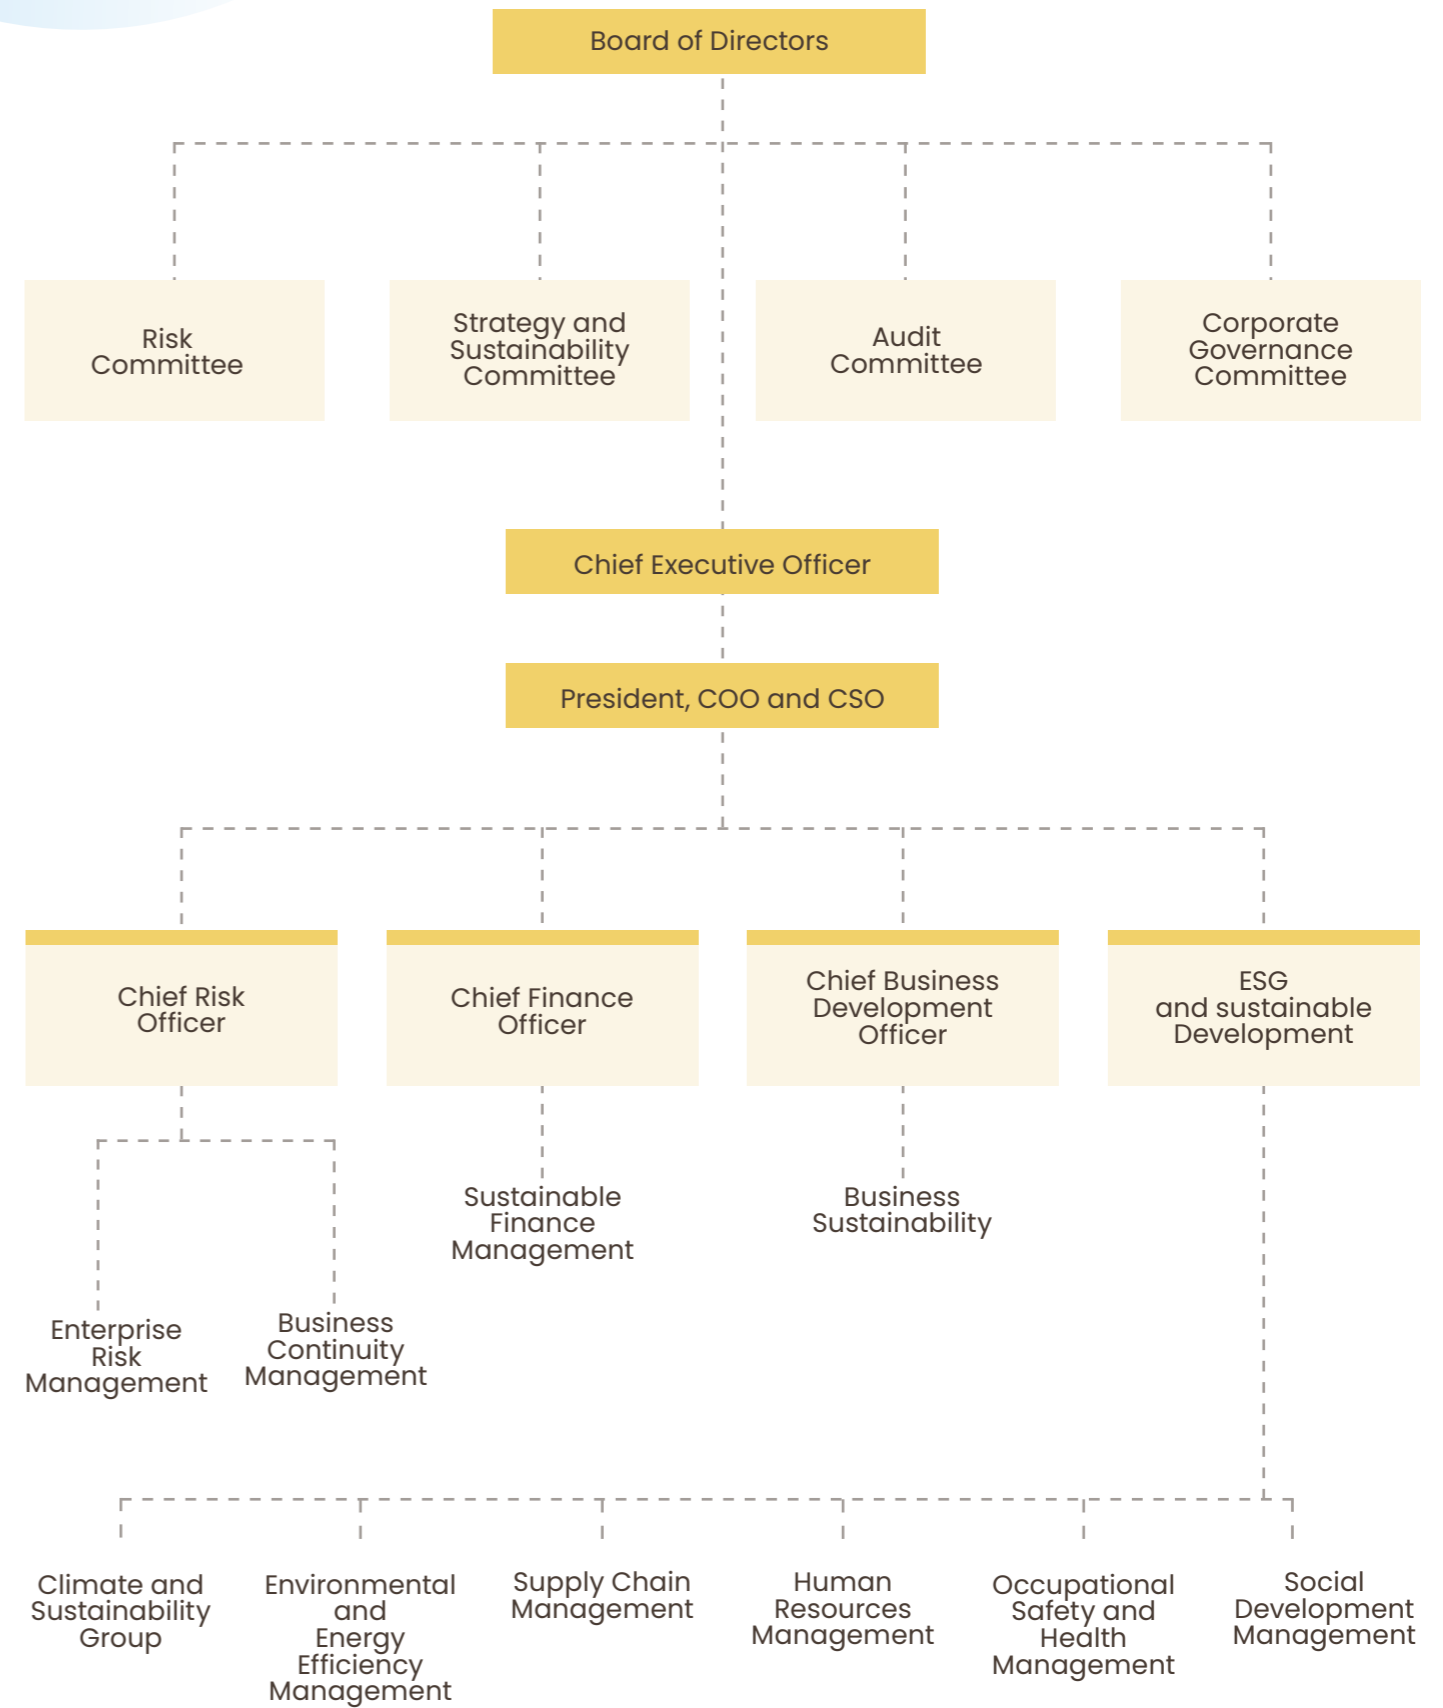 Board of Directors
Risk
Committee
Strategy and
Sustainability
Committee
Audit
Committee
Corporate
Governance
Committee
Chief Executive Officer
President, COO and CSO
Chief Risk
Officer
Chief Finance
Officer
Chief Business
Development
Officer
ESG
and sustainable
Development
Sustainable
Finance
Management
Business
Sustainability
Enterprise
Risk
Management
Business
Continuity
Management
Climate and
Sustainability
Group
Environmental
and
Energy
Efficiency
Management
Supply Chain
Management
Human
Resources
Management
Occupational
Safety and
Health
Management
Social
Development
Management